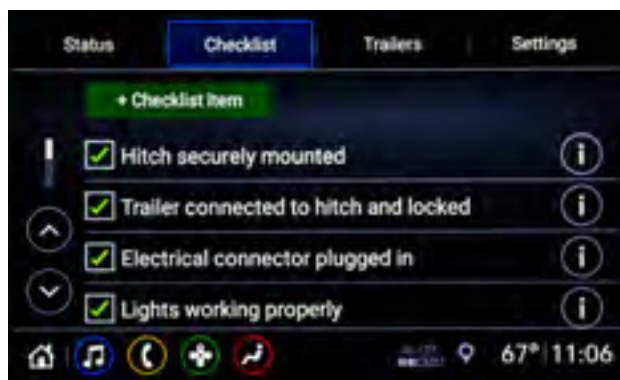 Status Checklist Trailers Settings
+ Checklist Item
Hitch securely mounted
Trailer connected to hitch and locked
Electrical connector plugged in
Lights working properly
67° 11:06